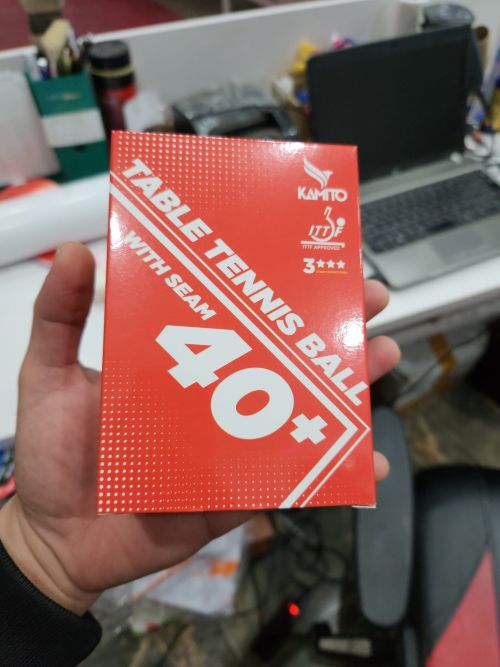 KAMITO
ITTF
ITTF APPROVED
3★★★
TABLE TENNIS BALL
WITH SEAM
40+